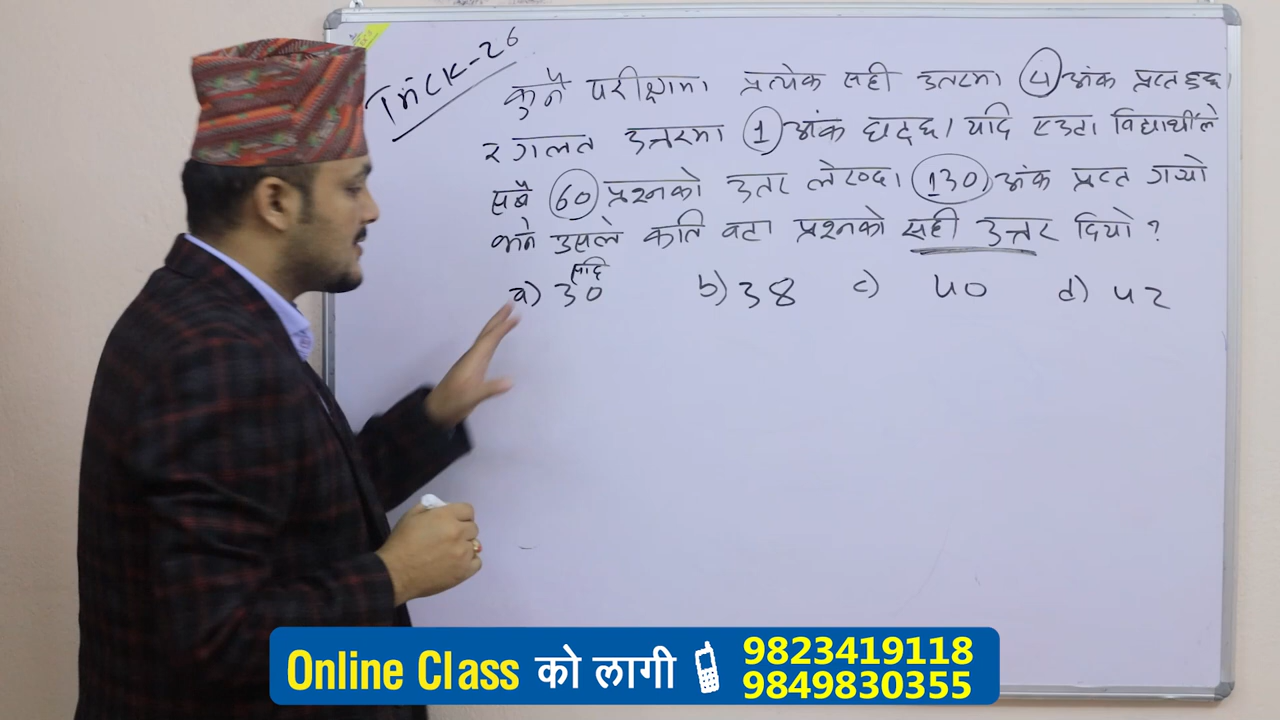 Trick-26
कुनै परीक्षामा प्रत्येक सही उत्तरमा 4 अंक प्राप्त हुन्छ।
र गलत उत्तरमा 1 अंक घट्छ। यदि एउटा विद्यार्थीले
सबै 60 प्रश्नको उत्तर लेख्दा 130 अंक प्राप्त गर्यो
भने उसले कति वटा प्रश्नको सही उत्तर दियो ?
a) 30 b) 38 c) 40 d) 42
Online Class को लागी 9823419118
9849830355